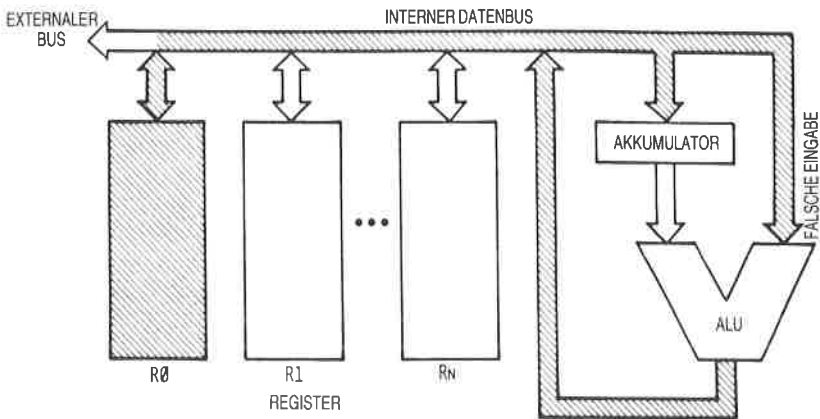 EXTERNALER
BUS
INTERNER DATENBUS
AKKUMULATOR
FALSCHE EINGABE
ALU
RØ
R1
RN
REGISTER